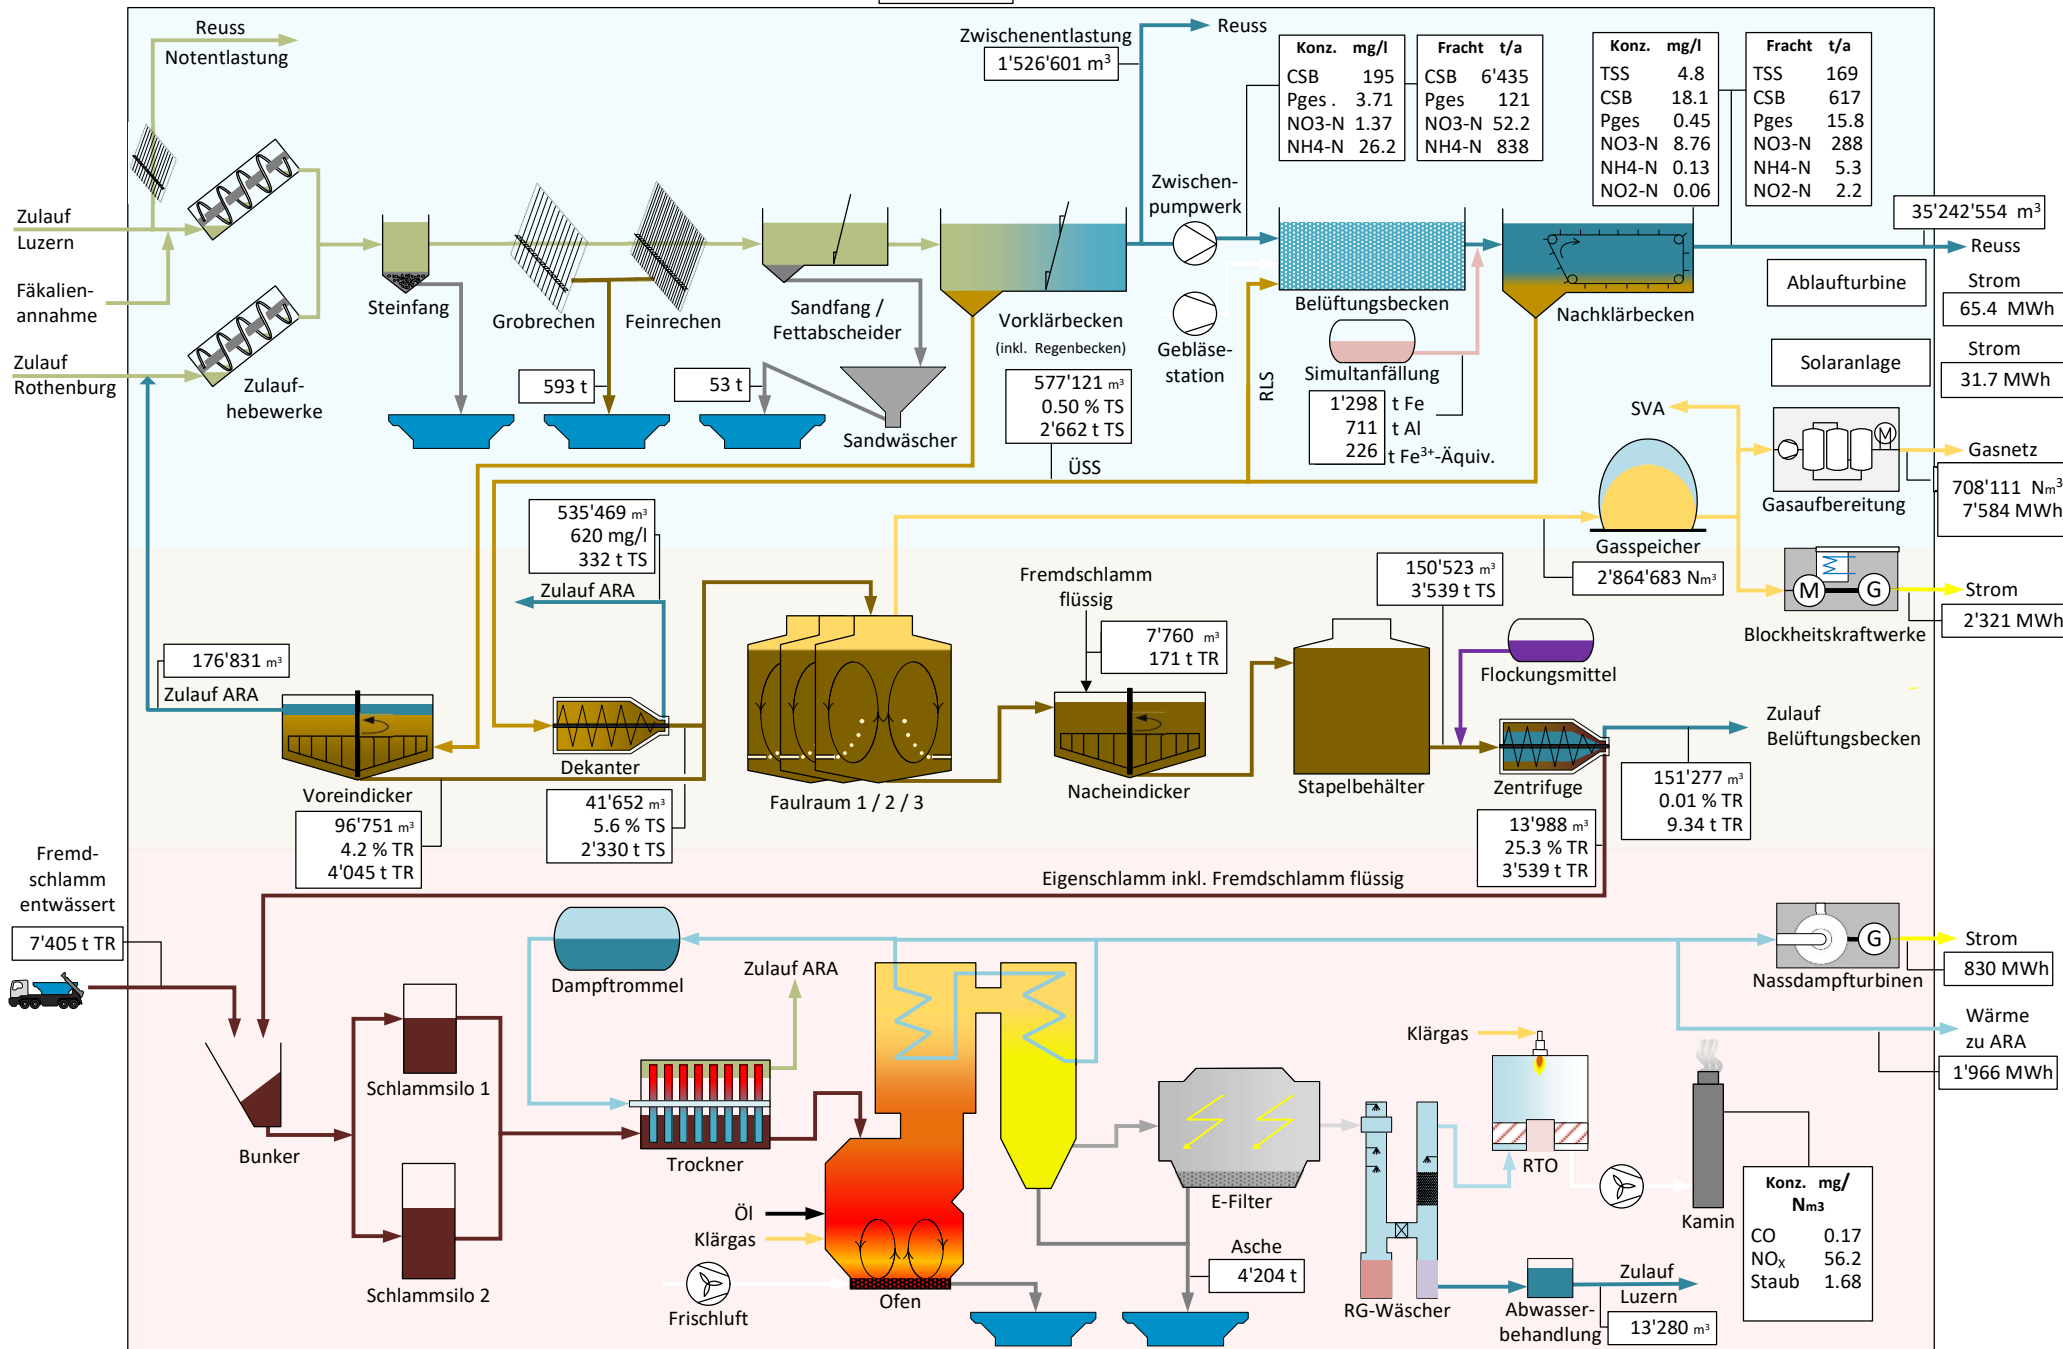 Reuss
Notentlastung
Zwischenentlastung
1'526'601 m³
Reuss
Konz. mg/l
CSB 195
Pges . 3.71
NO3-N 1.37
NH4-N 26.2
Fracht t/a
CSB 6'435
Pges 121
NO3-N 52.2
NH4-N 838
Konz. mg/l
TSS 4.8
CSB 18.1
Pges 0.45
NO3-N 8.76
NH4-N 0.13
NO2-N 0.06
Fracht t/a
TSS 169
CSB 617
Pges 15.8
NO3-N 288
NH4-N 5.3
NO2-N 2.2
35'242'554 m³
Reuss
Zulauf
Luzern
Fäkalien-
annahme
Zulauf
Rothenburg
Zulauf-
hebewerke
Steinfang
Grobrechen
Feinrechen
593 t
Sandfang /
Fettabscheider
53 t
Sandwäscher
Vorklärbecken
(inkl. Regenbecken)
577'121 m³
0.50 % TS
2'662 t TS
ÜSS
Zwischen-
pumpwerk
Gebläse-
station
RLS
Belüftungsbecken
Simultanfällung
1'298 t Fe
711 t Al
226 t Fe³⁺-Äquiv.
Nachklärbecken
Ablaufturbine
Strom
65.4 MWh
Solaranlage
Strom
31.7 MWh
SVA
M
Gasaufbereitung
Gasnetz
708'111 Nm³
7'584 MWh
Gasspeicher
2'864'683 Nm³
M
G
Blockheitskraftwerke
Strom
2'321 MWh
535'469 m³
620 mg/l
332 t TS
Zulauf ARA
176'831 m³
Zulauf ARA
Voreindicker
96'751 m³
4.2 % TR
4'045 t TR
Dekanter
41'652 m³
5.6 % TS
2'330 t TS
Faulraum 1 / 2 / 3
Fremdschlamm
flüssig
7'760 m³
171 t TR
Nacheindicker
Stapelbehälter
150'523 m³
3'539 t TS
Flockungsmittel
Zentrifuge
13'988 m³
25.3 % TR
3'539 t TR
Zulauf
Belüftungsbecken
151'277 m³
0.01 % TR
9.34 t TR
Eigenschlamm inkl. Fremdschlamm flüssig
Fremd-
schlamm
entwässert
7'405 t TR
Bunker
Schlammsilo 1
Schlammsilo 2
Dampftrommel
Zulauf ARA
Trockner
Öl
Klärgas
Frischluft
Ofen
E-Filter
Asche
4'204 t
RG-Wäscher
Klärgas
RTO
Kamin
Abwasser-
behandlung
Zulauf
Luzern
13'280 m³
G
Nassdampfturbinen
Strom
830 MWh
Wärme
zu ARA
1'966 MWh
Konz. mg/
Nm3
CO 0.17
NOX 56.2
Staub 1.68